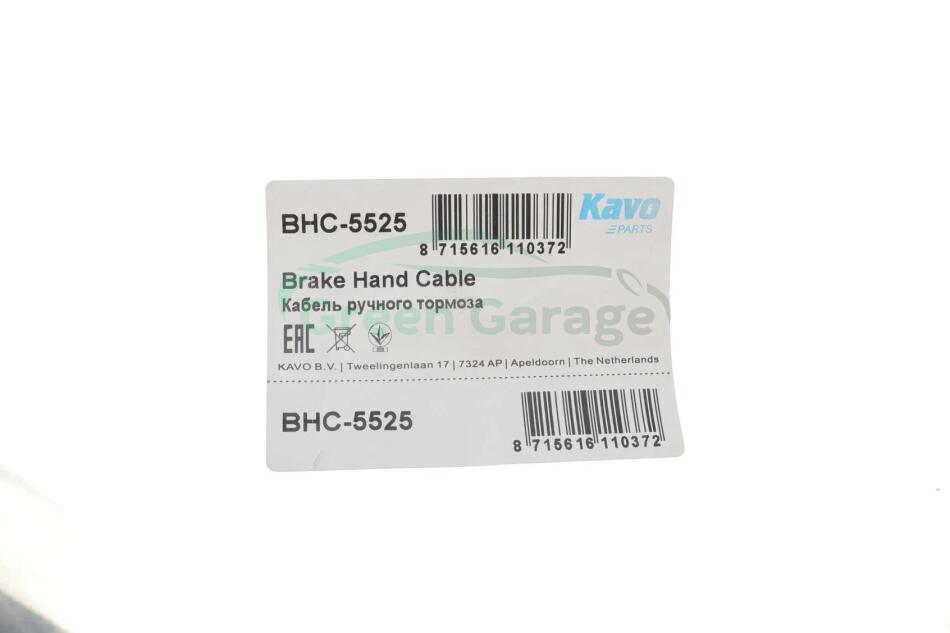 BHC-5525
8 715616 110372
Kavo
PARTS
Brake Hand Cable
Кабель ручного тормоза
Green Garage
EAC
KAVO B.V. | Tweelingenlaan 17 | 7324 AP | Apeldoorn | The Netherlands
BHC-5525
8 715616 110372